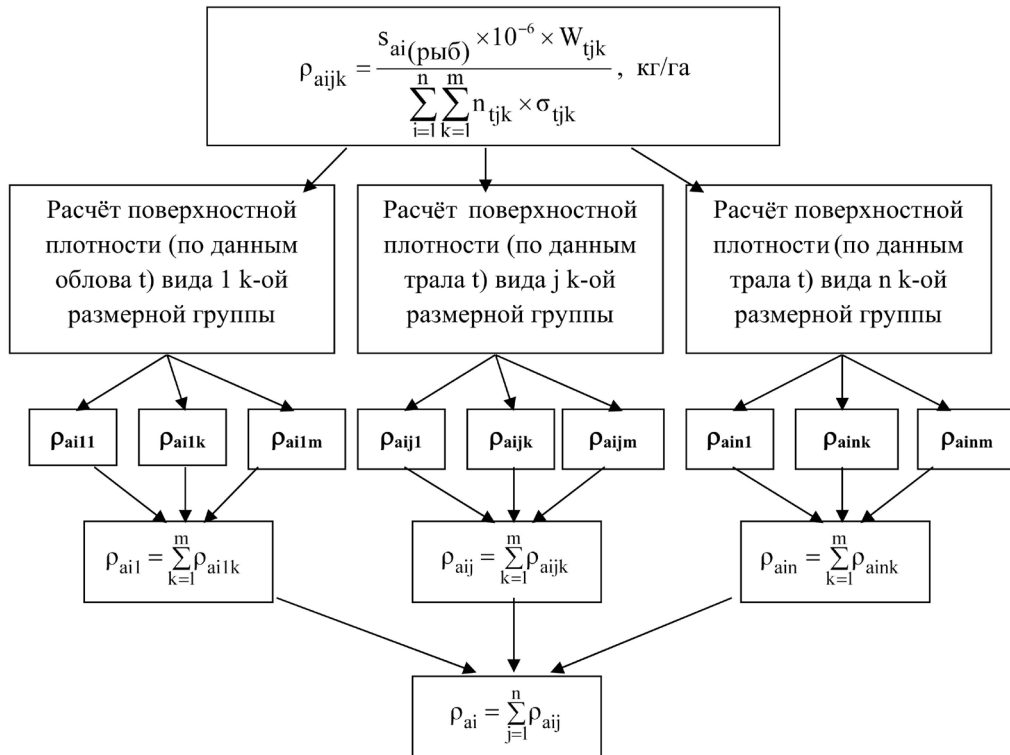 ρaijk = sai(рыб) ×10⁻⁶ × Wtjk / n∑i=1 m∑k=1 ntjk × σtjk , кг/га
Расчёт поверхностной
плотности (по данным
облова t) вида 1 k-ой
размерной группы
Расчёт поверхностной
плотности (по данным
трала t) вида j k-ой
размерной группы
Расчёт поверхностной
плотности (по данным
трала t) вида n k-ой
размерной группы
ρai11 ρai1k ρai1m ρaij1 ρaijk ρaijm ρain1 ρaink ρainm
ρai1 = m∑k=1 ρai1k
ρaij = m∑k=1 ρaijk
ρain = m∑k=1 ρaink
ρai = n∑j=1 ρaij